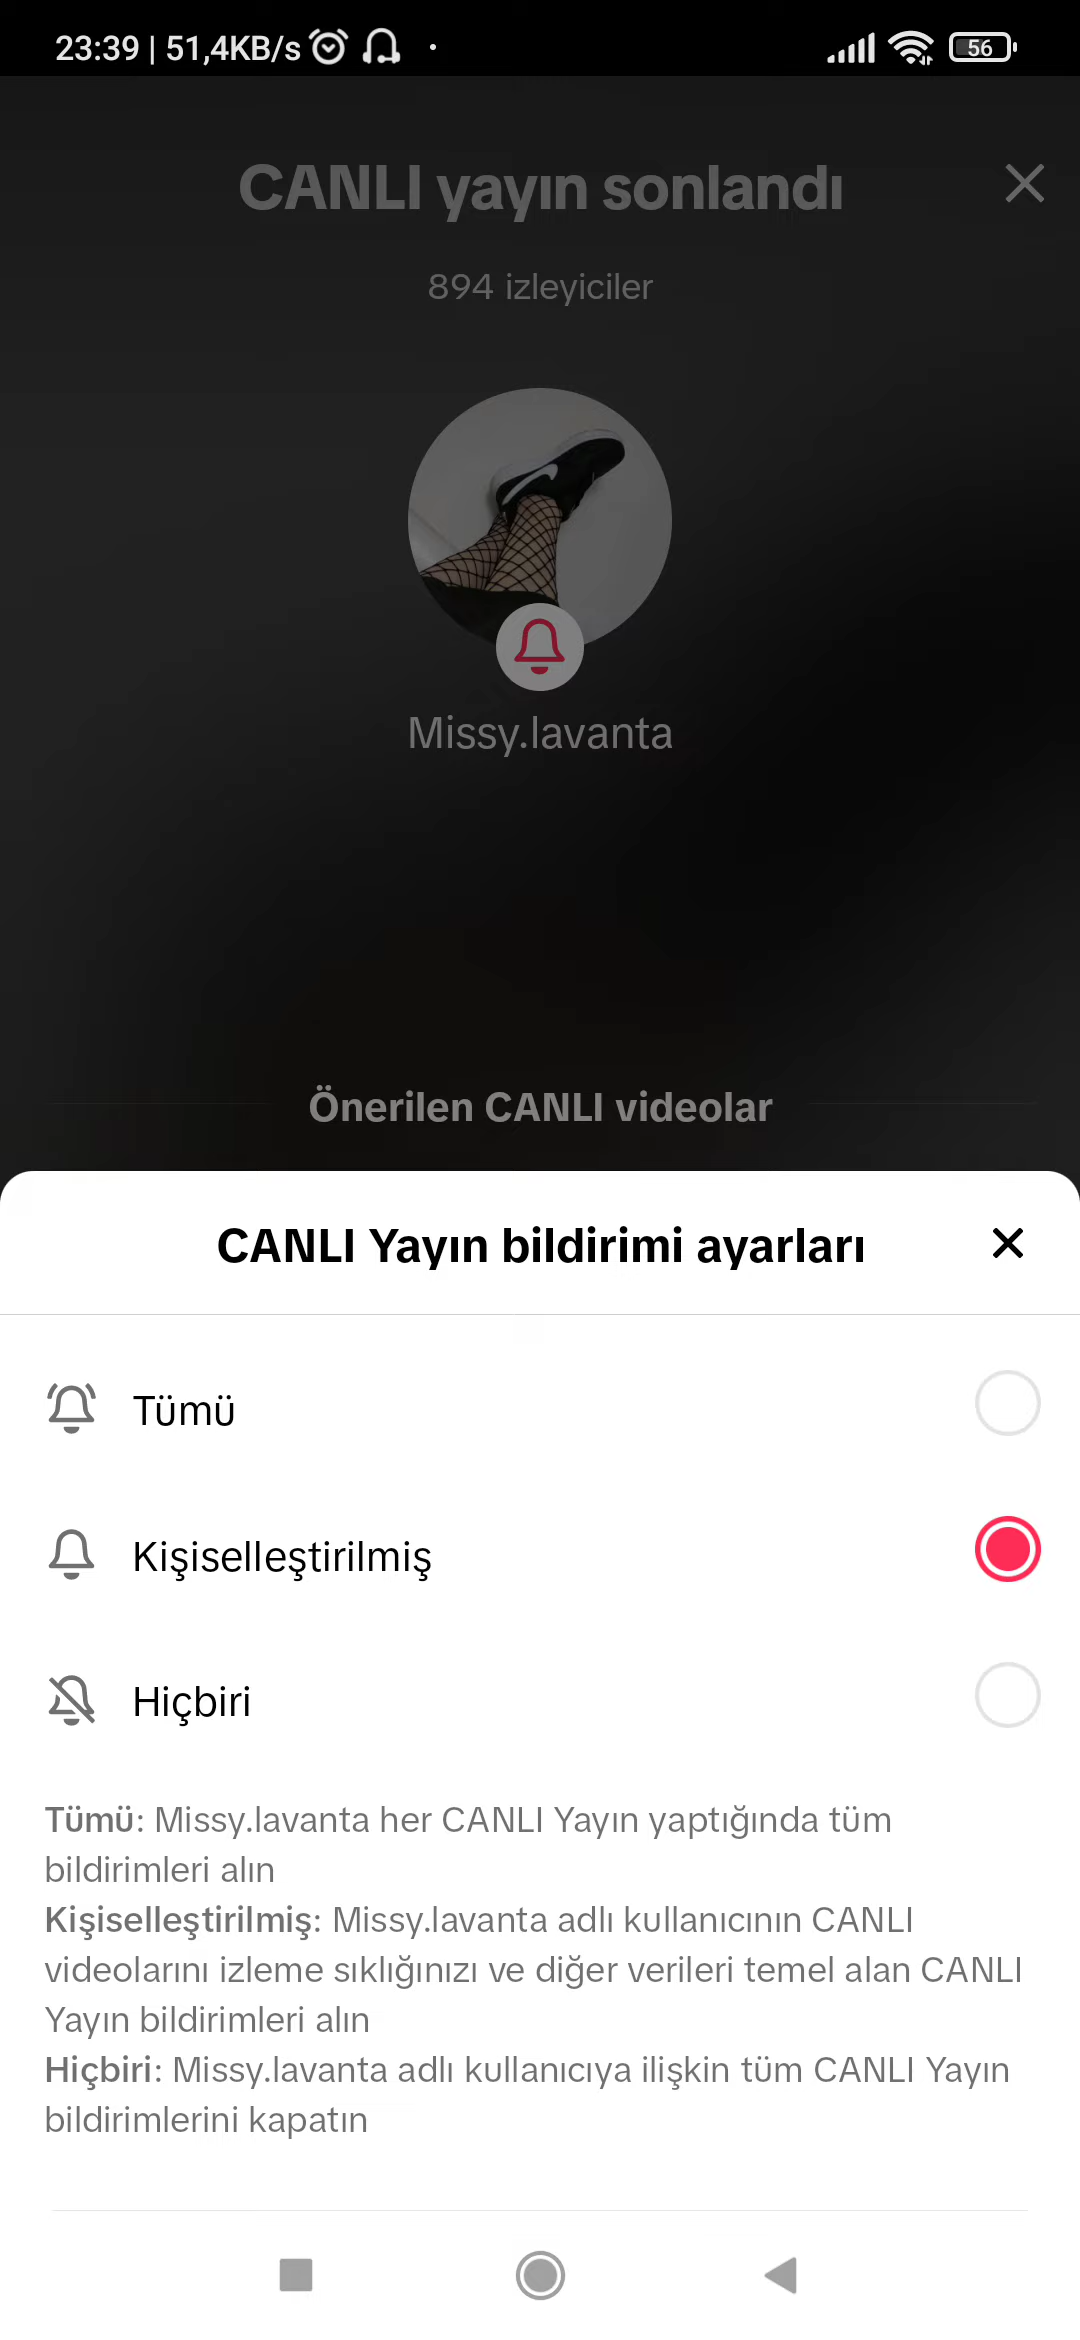 23:39 | 51,4KB/s
56
CANLI yayın sonlandı
894 izleyiciler
Missy.lavanta
Önerilen CANLI videolar
CANLI Yayın bildirimi ayarları
Tümü
Kişiselleştirilmiş
Hiçbiri
Tümü: Missy.lavanta her CANLI Yayın yaptığında tüm
bildirimleri alın
Kişiselleştirilmiş: Missy.lavanta adlı kullanıcının CANLI
videolarını izleme sıklığınızı ve diğer verileri temel alan CANLI
Yayın bildirimleri alın
Hiçbiri: Missy.lavanta adlı kullanıcıya ilişkin tüm CANLI Yayın
bildirimlerini kapatın